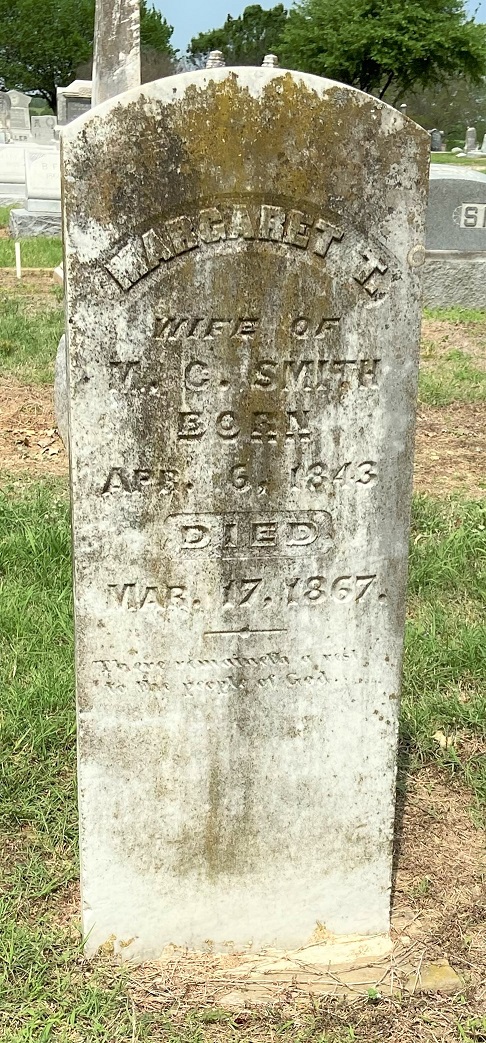 MARGARET T.
WIFE OF
C. SMITH
BORN
APR. 6, 1843
DIED
MAR. 17, 1867.
There remaineth a rest
to the people of God.